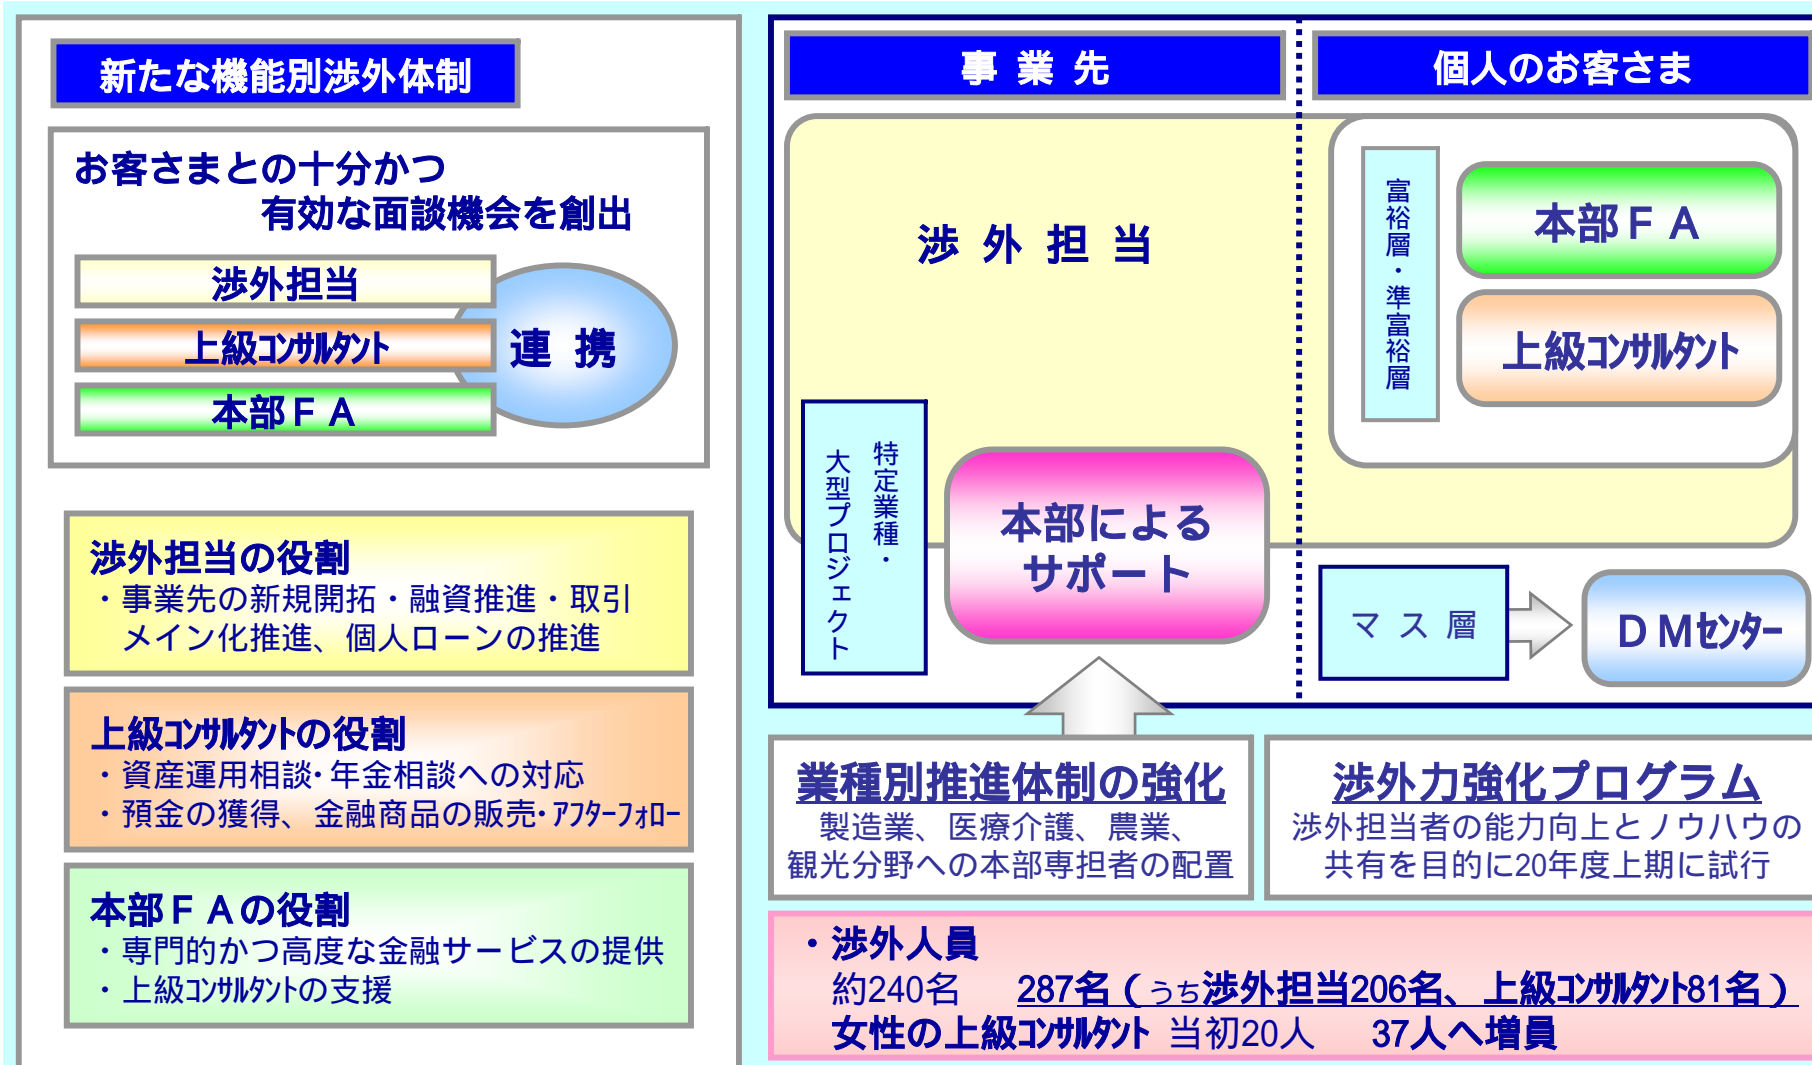 新たな機能別渉外体制
お客さまとの十分かつ
有効な面談機会を創出
渉外担当
上級ｺﾝｻﾙﾀﾝﾄ
本部ＦＡ
連 携
渉外担当の役割
・事業先の新規開拓・融資推進・取引
メイン化推進、個人ローンの推進
上級ｺﾝｻﾙﾀﾝﾄの役割
・資産運用相談･年金相談への対応
・預金の獲得、金融商品の販売･ｱﾌﾀｰﾌｫﾛｰ
本部ＦＡの役割
・専門的かつ高度な金融サービスの提供
・上級ｺﾝｻﾙﾀﾝﾄの支援
事 業 先
個人のお客さま
渉 外 担 当
富裕層・準富裕層
本部ＦＡ
上級ｺﾝｻﾙﾀﾝﾄ
特定業種・
大型プロジェクト
本部による
サポート
マ ス 層
ＤＭｾﾝﾀｰ
業種別推進体制の強化
製造業、医療介護、農業、
観光分野への本部専担者の配置
渉外力強化プログラム
渉外担当者の能力向上とノウハウの
共有を目的に20年度上期に試行
・渉外人員
約240名 287名（うち渉外担当206名、上級ｺﾝｻﾙﾀﾝﾄ81名）
女性の上級ｺﾝｻﾙﾀﾝﾄ 当初20人 37人へ増員